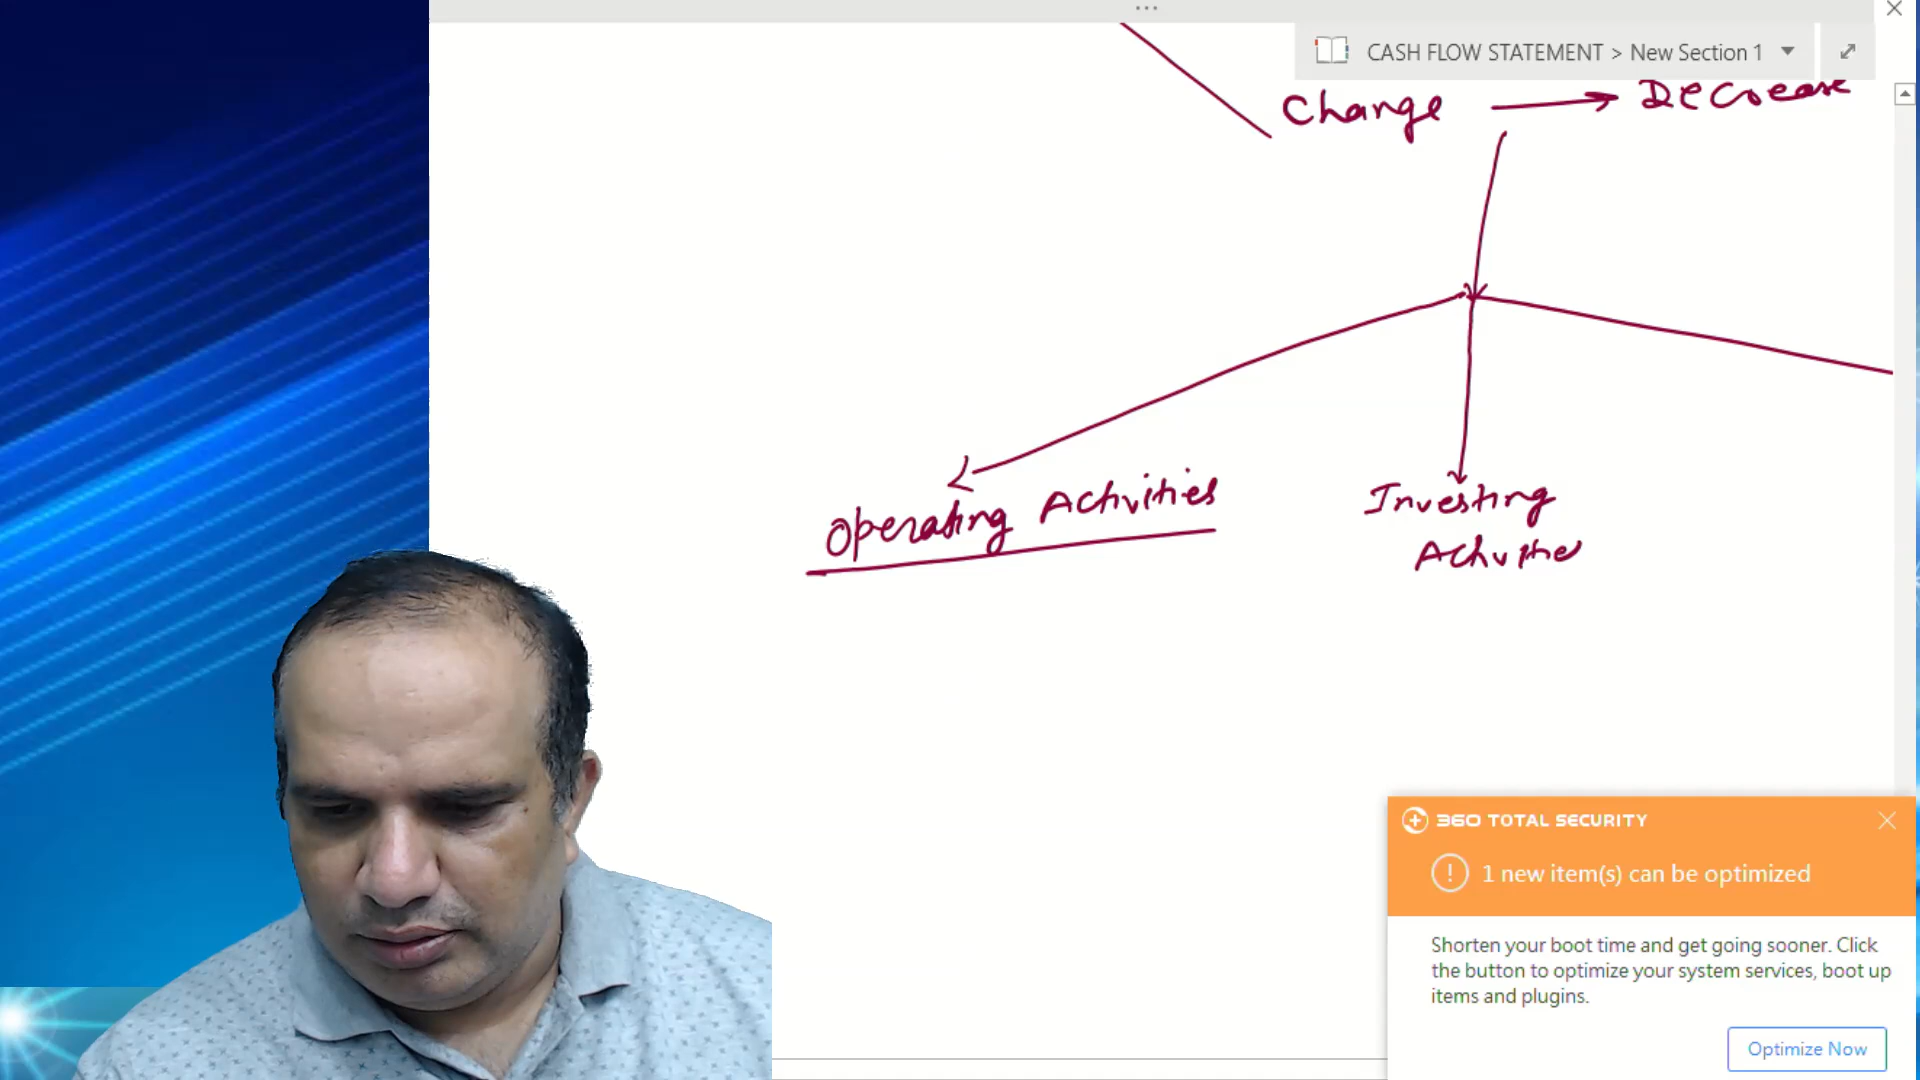 CASH FLOW STATEMENT > New Section 1
Change → Decrease
Operating Activities
Investing
Activitie
360 TOTAL SECURITY
1 new item(s) can be optimized
Shorten your boot time and get going sooner. Click
the button to optimize your system services, boot up
items and plugins.
Optimize Now